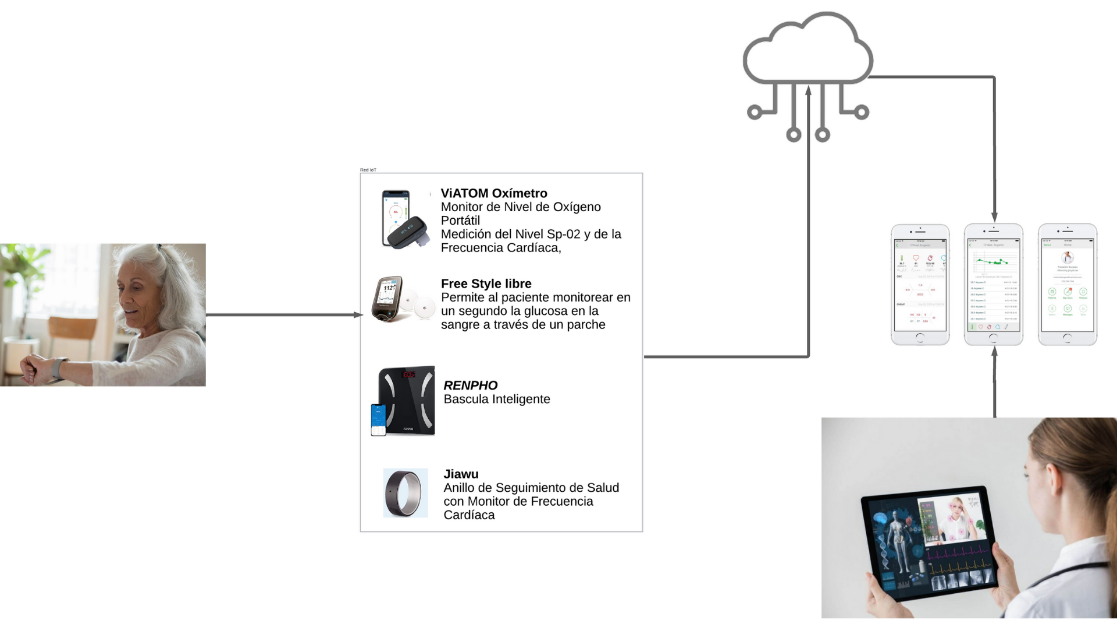 Red IoT
ViATOM Oxímetro
Monitor de Nivel de Oxígeno
Portátil
Medición del Nivel Sp-02 y de la
Frecuencia Cardíaca,
Free Style libre
Permite al paciente monitorear en
un segundo la glucosa en la
sangre a través de un parche
RENPHO
Bascula Inteligente
Jiawu
Anillo de Seguimiento de Salud
con Monitor de Frecuencia
Cardíaca